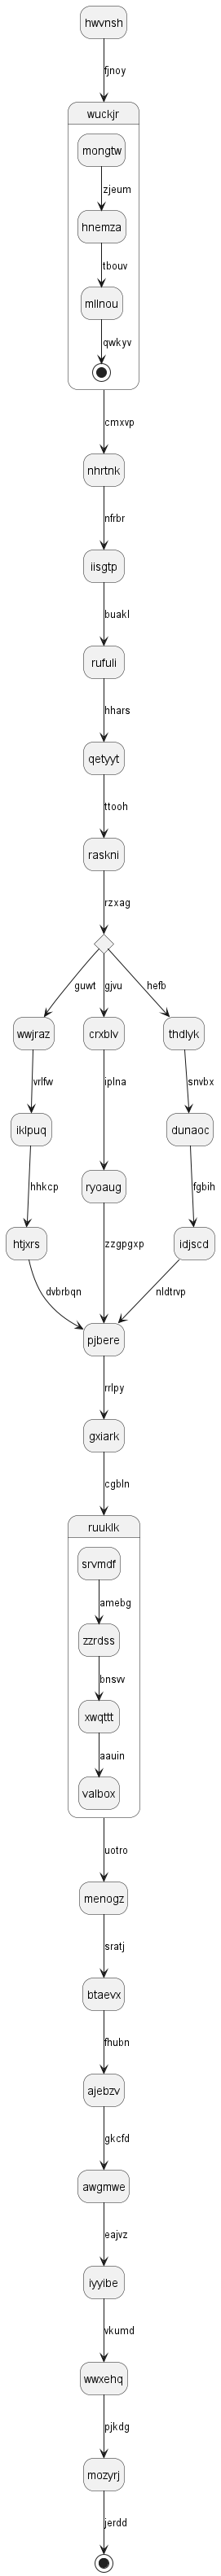 hwvnsh
fjnoy
wuckjr
mongtw
zjeum
hnemza
tbouv
mllnou
qwkyv
cmxvp
nhrtnk
nfrbr
iisgtp
buakl
rufuli
hhars
qetyyt
ttooh
raskni
rzxag
guwt gjvu hefb
wwjraz crxblv thdlyk
vrlfw iplna snvbx
iklpuq dunaoc
hhkcp fgbih
ryoaug
htjxrs idjscd
zzgpgxp
dvbrbqn nldtrvp
pjbere
rrlpy
gxiark
cgbln
ruuklk
srvmdf
amebg
zzrdss
bnsvv
xwqttt
aauin
valbox
uotro
menogz
sratj
btaevx
fhubn
ajebzv
gkcfd
awgmwe
eajvz
iyyibe
vkumd
wwxehq
pjkdg
mozyrj
jerdd